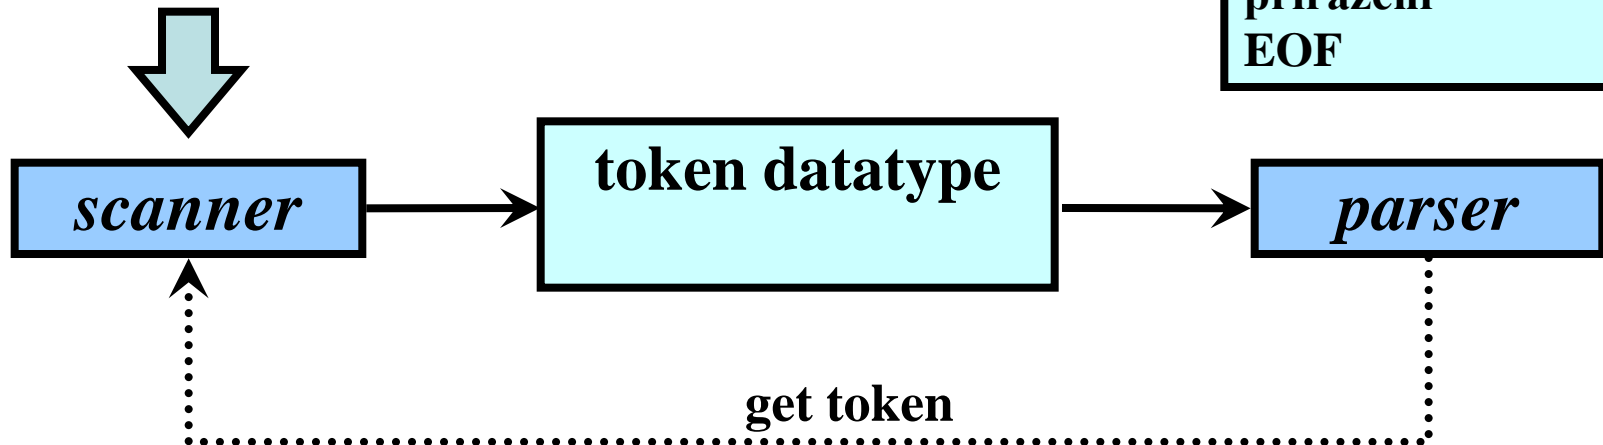 EOF
token datatype
scanner
parser
get token